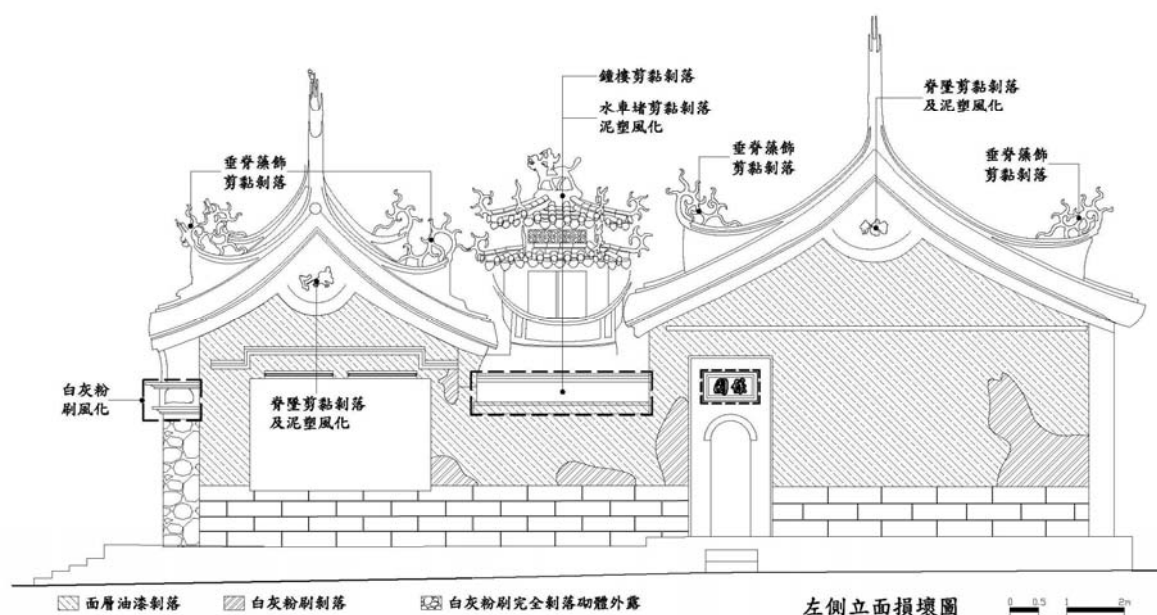 鐘樓剪黏剝落
水車堵剪黏剝落
泥塑風化
脊墜剪黏剝落
及泥塑風化
垂脊藻飾
剪黏剝落
垂脊藻飾
剪黏剝落
垂脊藻飾
剪黏剝落
白灰粉
刷風化
脊墜剪黏剝落
及泥塑風化
面層油漆剝落
白灰粉刷剝落
白灰粉刷完全剝落砌體外露
左側立面損壞圖
0 0.5 1 2m